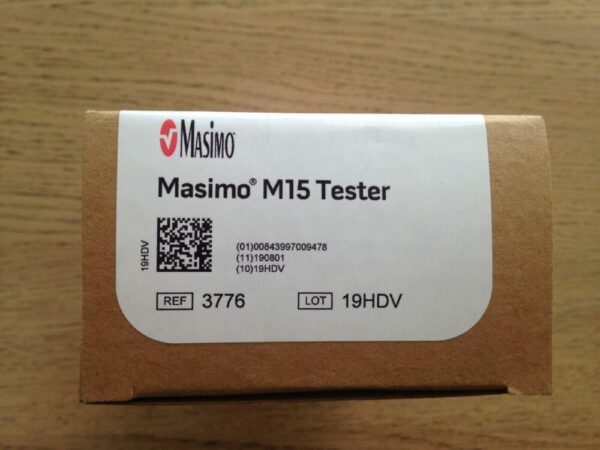 MASIMO
Masimo® M15 Tester
19HDV
(01)00843997009478
(11)190801
(10)19HDV
REF 3776
LOT 19HDV